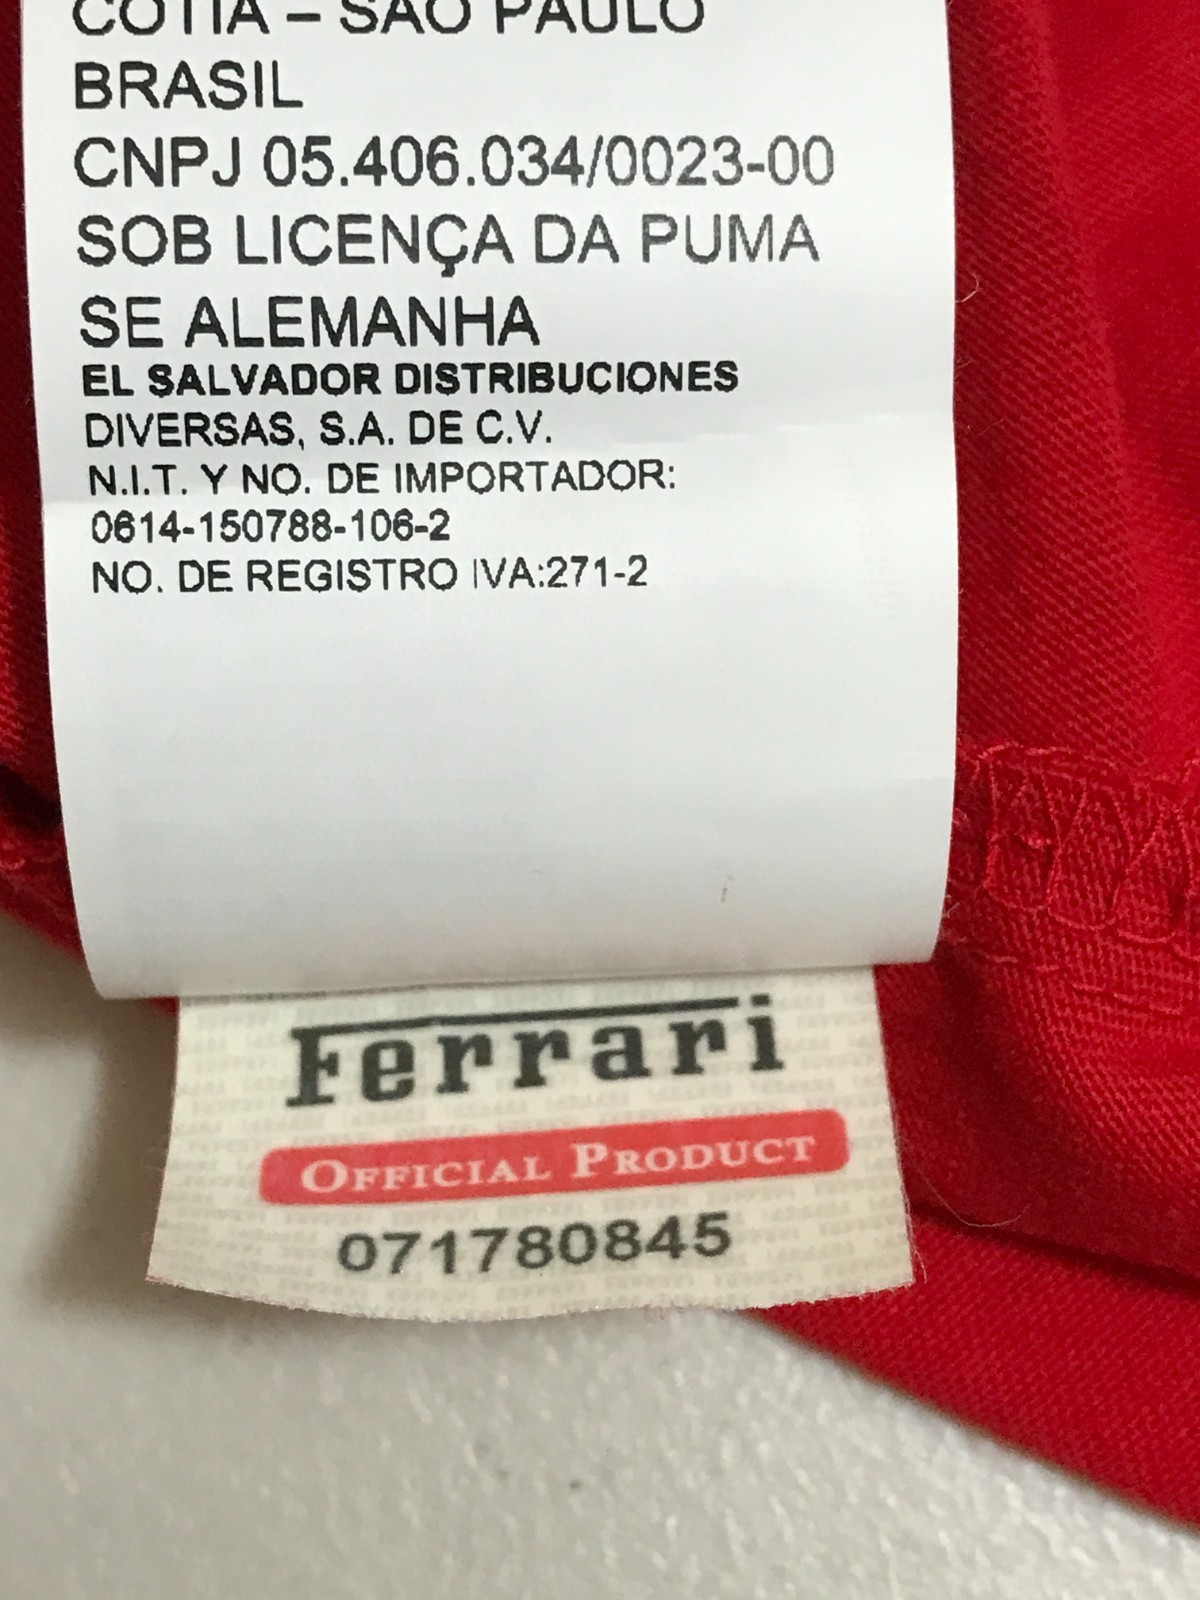 COTIA – SÃO PAULO
BRASIL
CNPJ 05.406.034/0023-00
SOB LICENÇA DA PUMA
SE ALEMANHA
EL SALVADOR DISTRIBUCIONES
DIVERSAS, S.A. DE C.V.
N.I.T. Y NO. DE IMPORTADOR:
0614-150788-106-2
NO. DE REGISTRO IVA:271-2
Ferrari
OFFICIAL PRODUCT
071780845